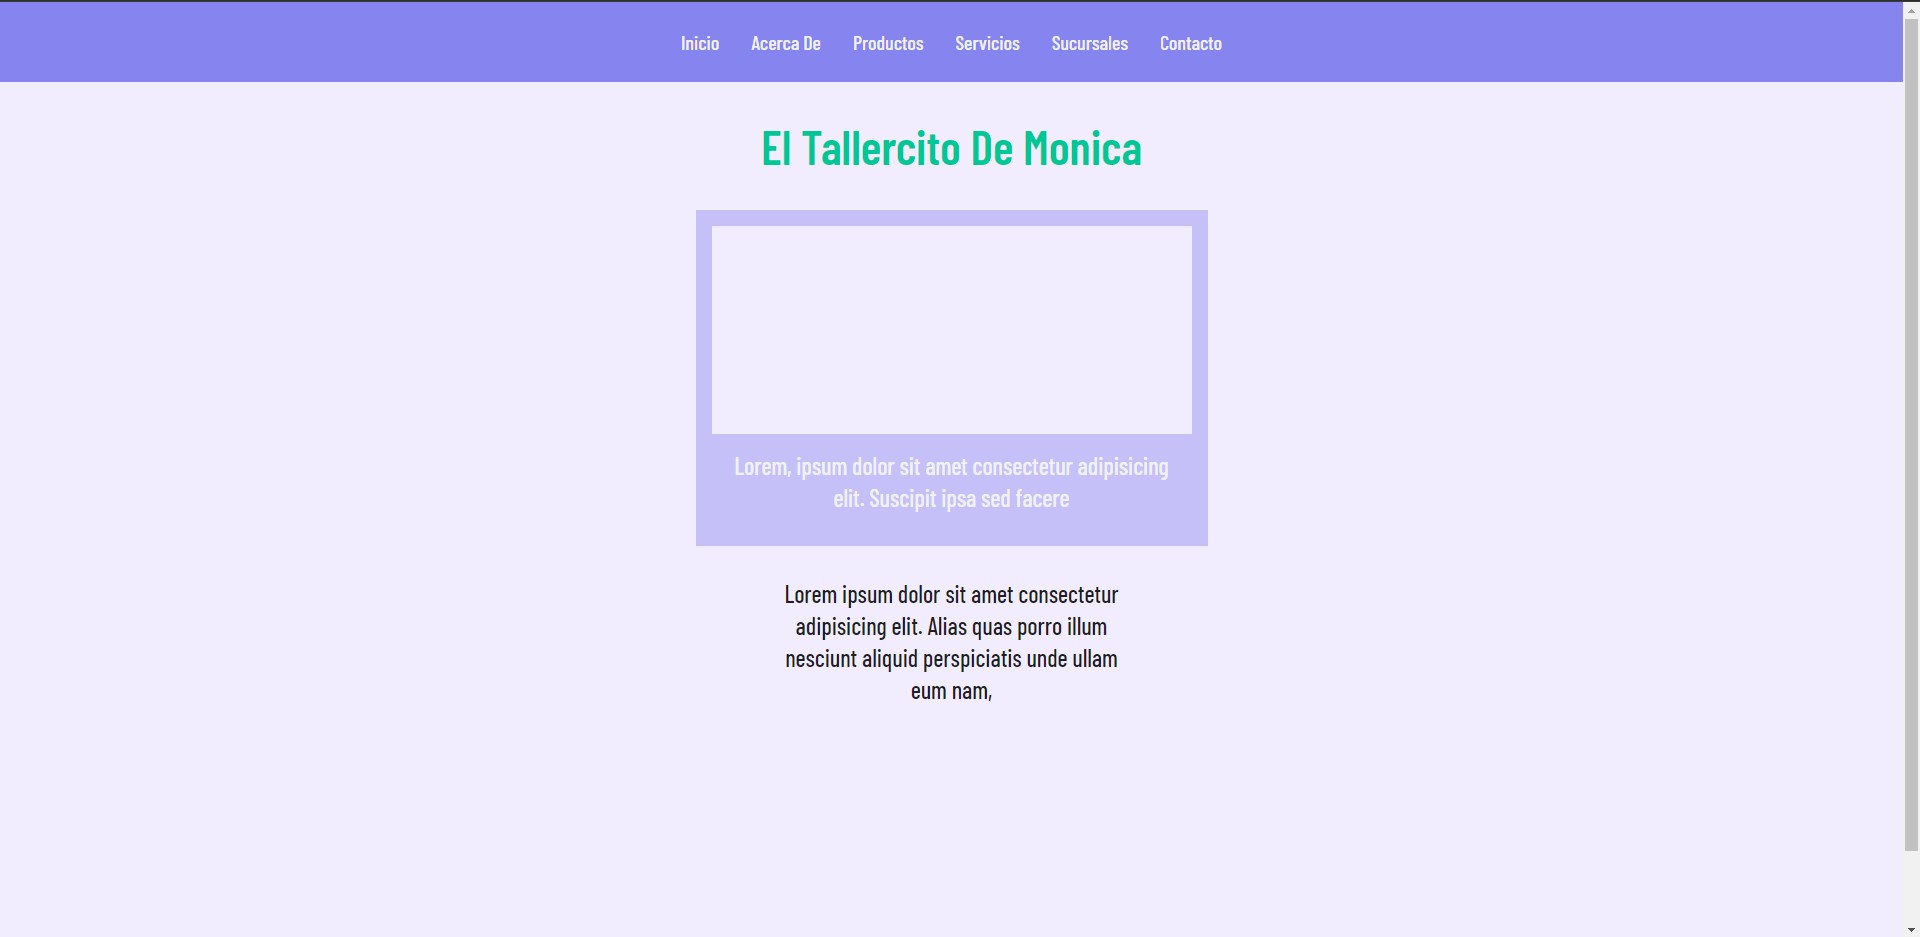 Inicio Acerca De Productos Servicios Sucursales Contacto
El Tallercito De Monica
Lorem, ipsum dolor sit amet consectetur adipisicing
elit. Suscipit ipsa sed facere
Lorem ipsum dolor sit amet consectetur
adipisicing elit. Alias quas porro illum
nesciunt aliquid perspiciatis unde ullam
eum nam,